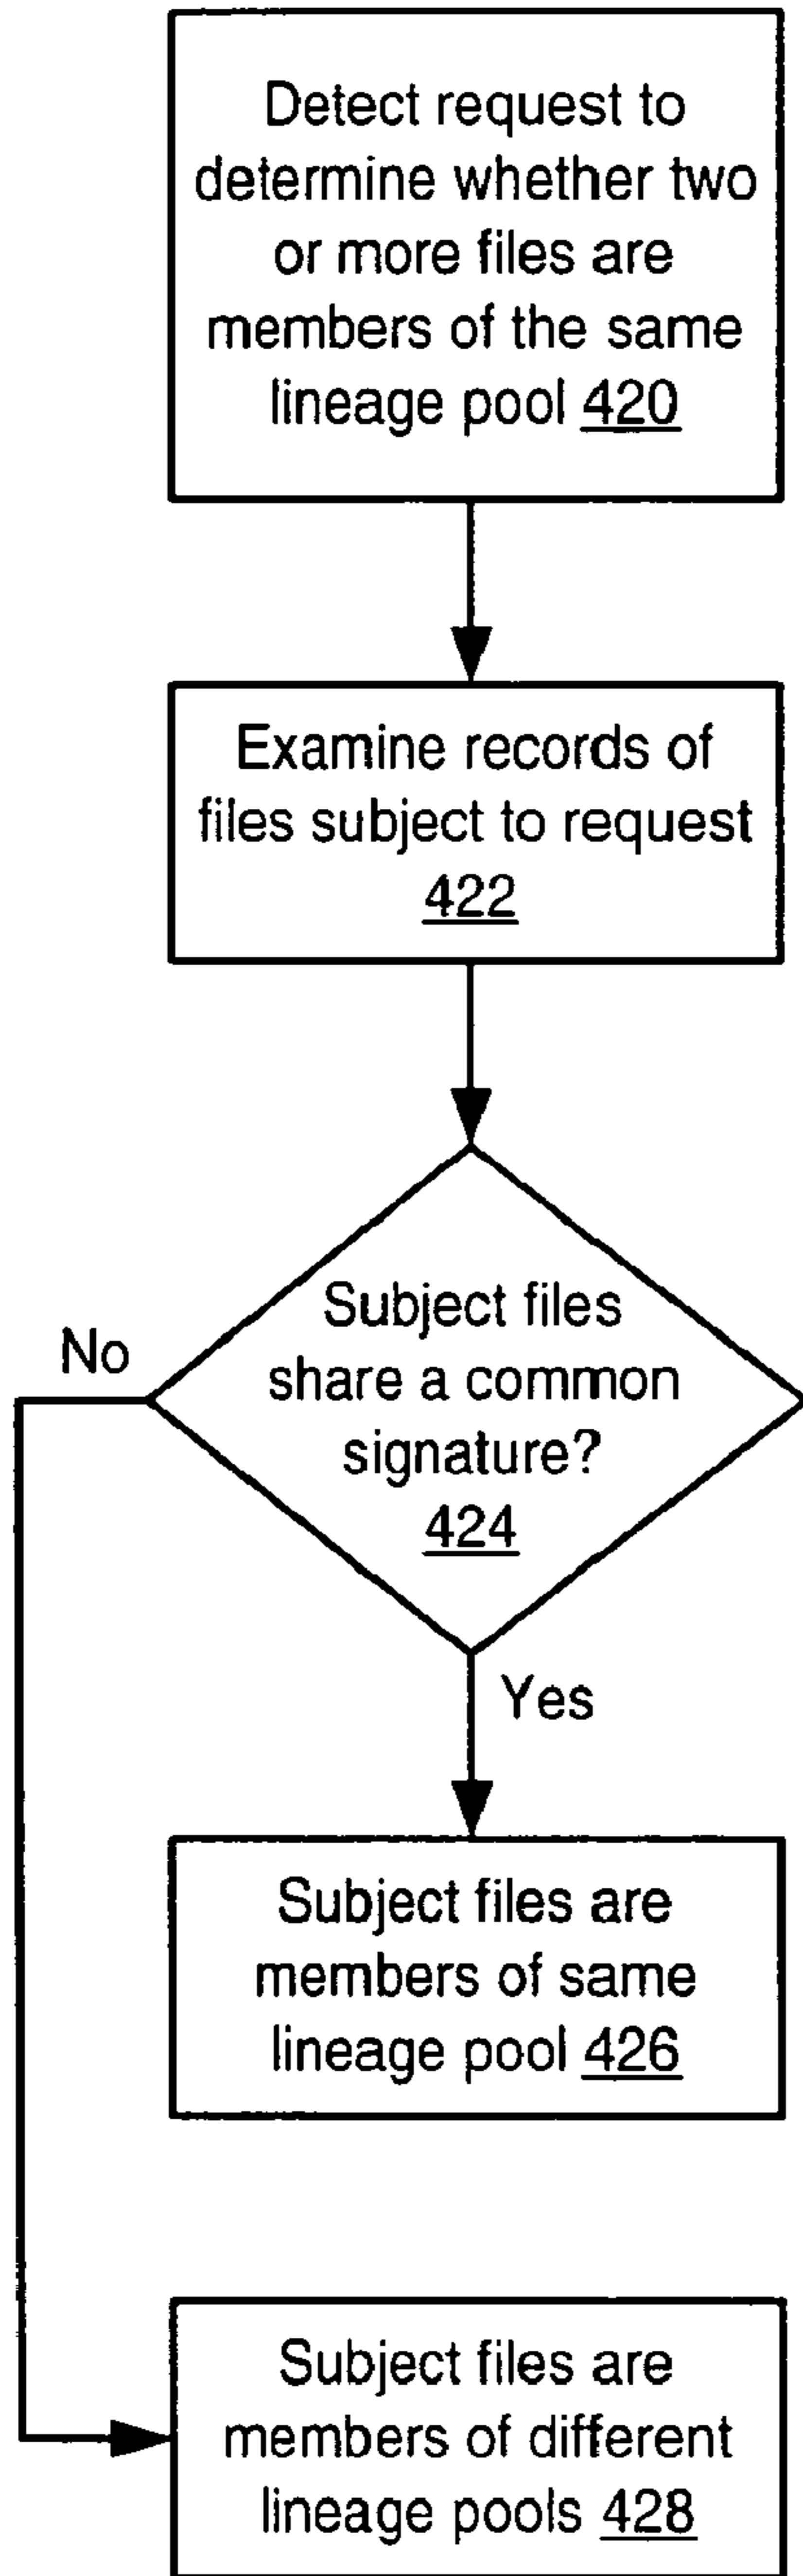 Detect request to
determine whether two
or more files are
members of the same
lineage pool 420
Examine records of
files subject to request
422
Subject files
share a common
signature?
424
No
Yes
Subject files are
members of same
lineage pool 426
Subject files are
members of different
lineage pools 428